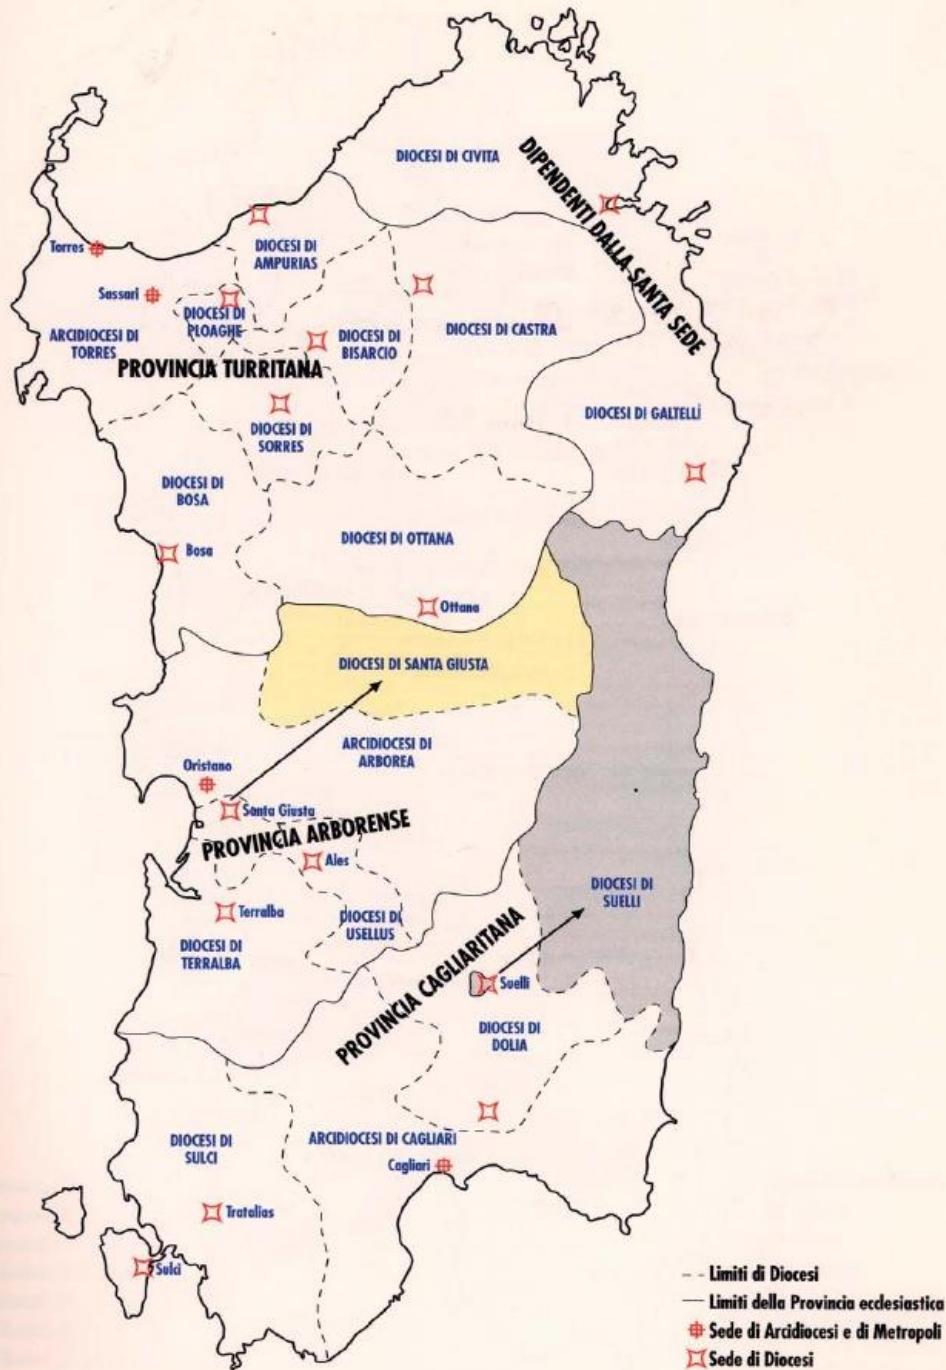 DIOCESI DI CIVITA
DIPENDENTI DALLA SANTA SEDE
Torres
DIOCESI DI
AMPURIAS
Sassari
DIOCESI DI
PLOAGHE
ARCIDIOCESI DI
TORRES
DIOCESI DI
BISARCIO
DIOCESI DI CASTRA
PROVINCIA TURRITANA
DIOCESI DI GALTELLÌ
DIOCESI DI
SORRES
DIOCESI DI
BOSA
DIOCESI DI OTTANA
Bosa
Ottana
DIOCESI DI SANTA GIUSTA
ARCIDIOCESI DI
ARBOREA
Oristano
Santa Giusta
PROVINCIA ARBORENSE
Ales
DIOCESI DI
SUELLI
Terralba
DIOCESI DI
USELLUS
DIOCESI DI
TERRALBA
PROVINCIA CAGLIARITANA
Suelli
DIOCESI DI
DOLIA
DIOCESI DI
SULCI
ARCIDIOCESI DI CAGLIARI
Cagliari
Tratalias
Sulci
Limiti di Diocesi
Limiti della Provincia ecclesiastica
Sede di Arcidiocesi e di Metropoli
Sede di Diocesi